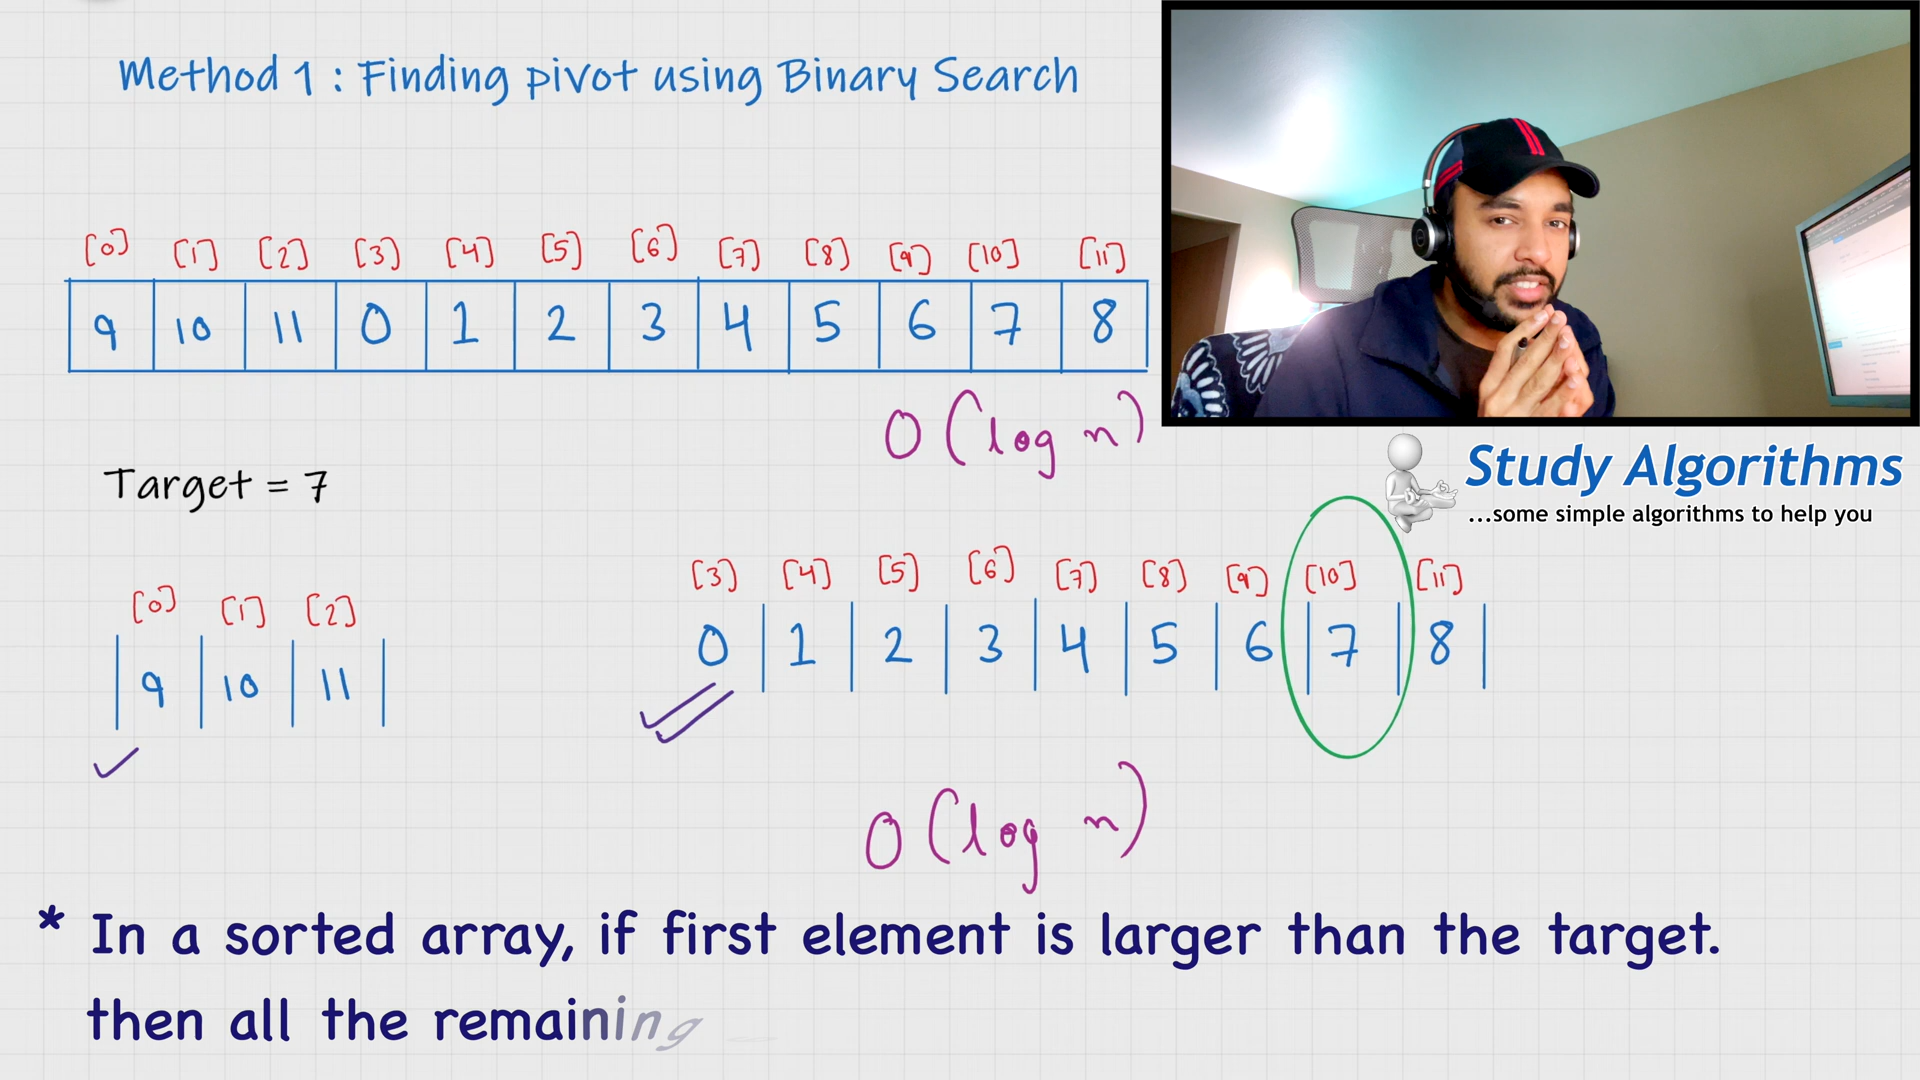 Method 1 : Finding pivot using Binary Search
[0] [1] [2] [3] [4] [5] [6] [7] [8] [9] [10] [11]
9 10 11 0 1 2 3 4 5 6 7 8
O (log n)
Target = 7
Study Algorithms
...some simple algorithms to help you
[0] [1] [2]
9 10 11
[3] [4] [5] [6] [7] [8] [9] [10] [11]
0 1 2 3 4 5 6 7 8
O (log n)
* In a sorted array, if first element is larger than the target.
then all the remaining